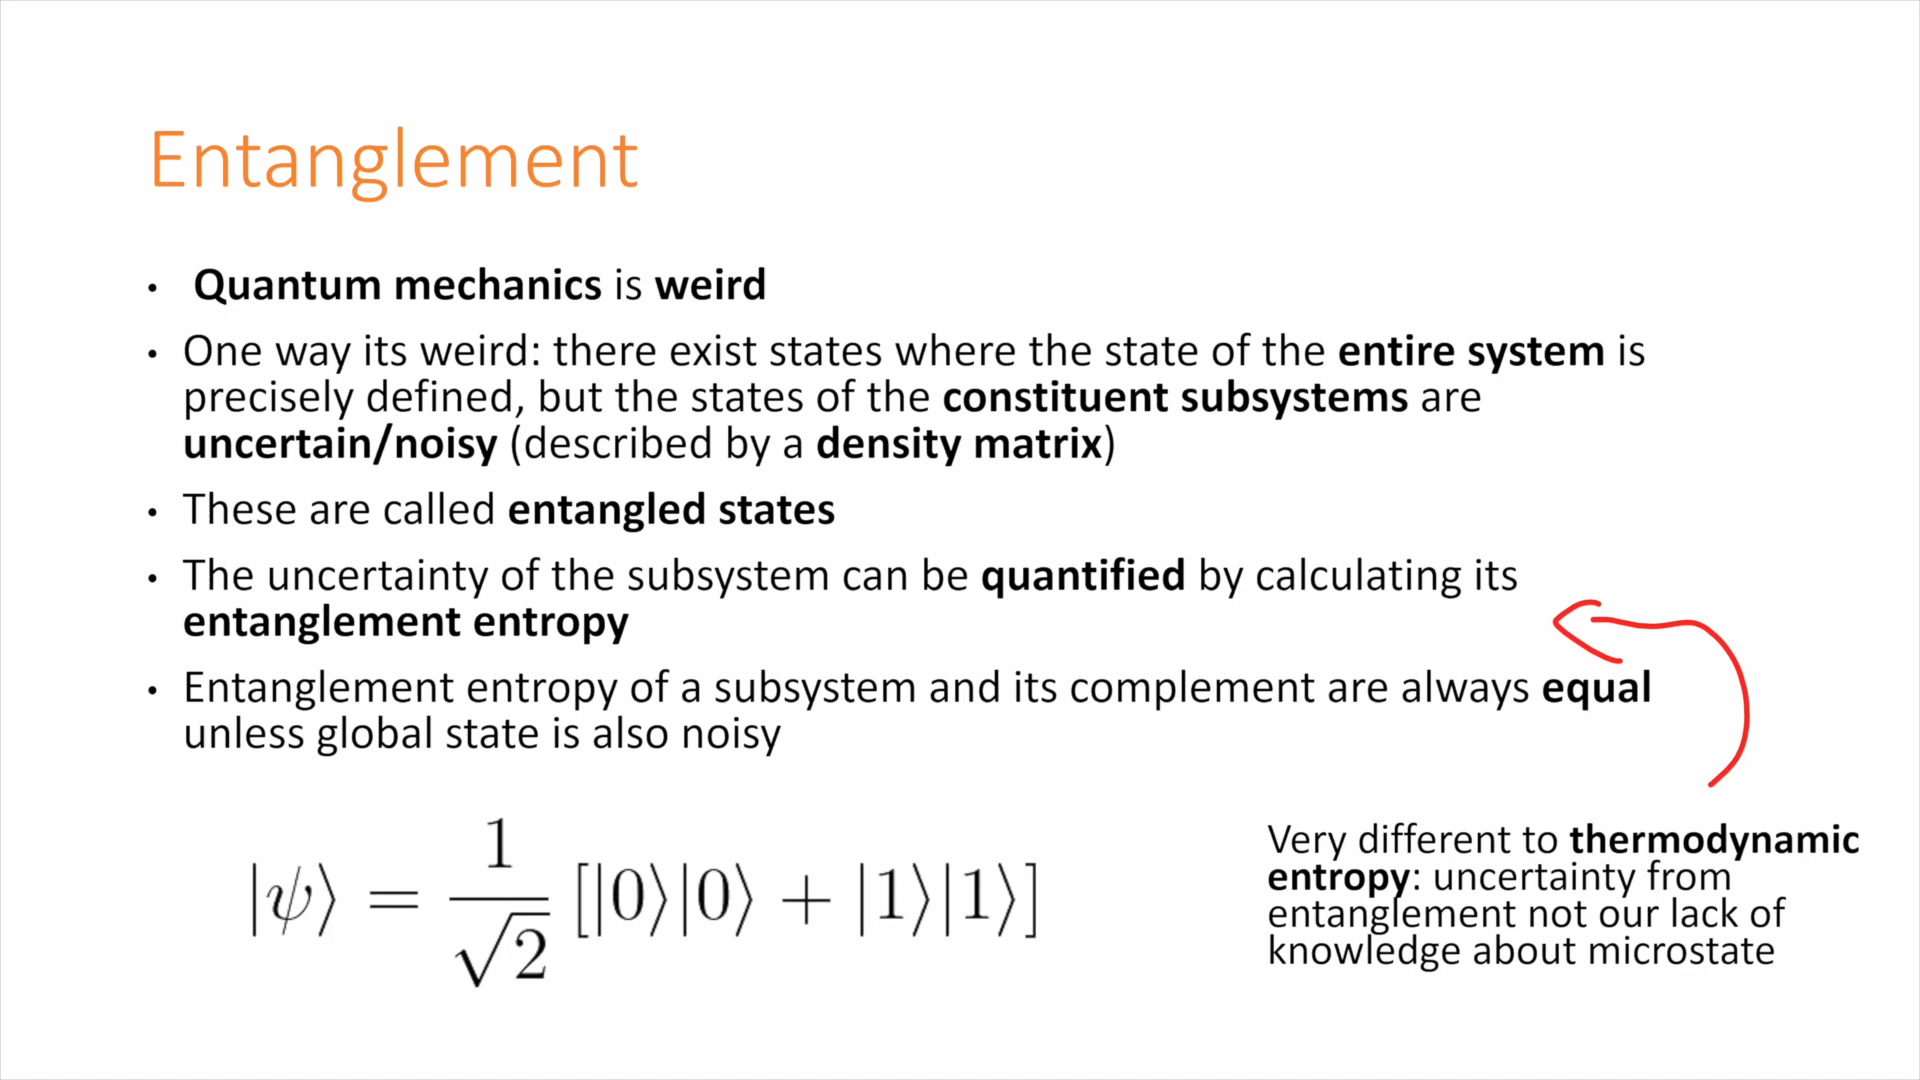 Entanglement
• Quantum mechanics is weird
• One way its weird: there exist states where the state of the entire system is
precisely defined, but the states of the constituent subsystems are
uncertain/noisy (described by a density matrix)
• These are called entangled states
• The uncertainty of the subsystem can be quantified by calculating its
entanglement entropy
• Entanglement entropy of a subsystem and its complement are always equal
unless global state is also noisy
|ψ⟩ = 1/√2 [|0⟩|0⟩ + |1⟩|1⟩]
Very different to thermodynamic
entropy: uncertainty from
entanglement not our lack of
knowledge about microstate